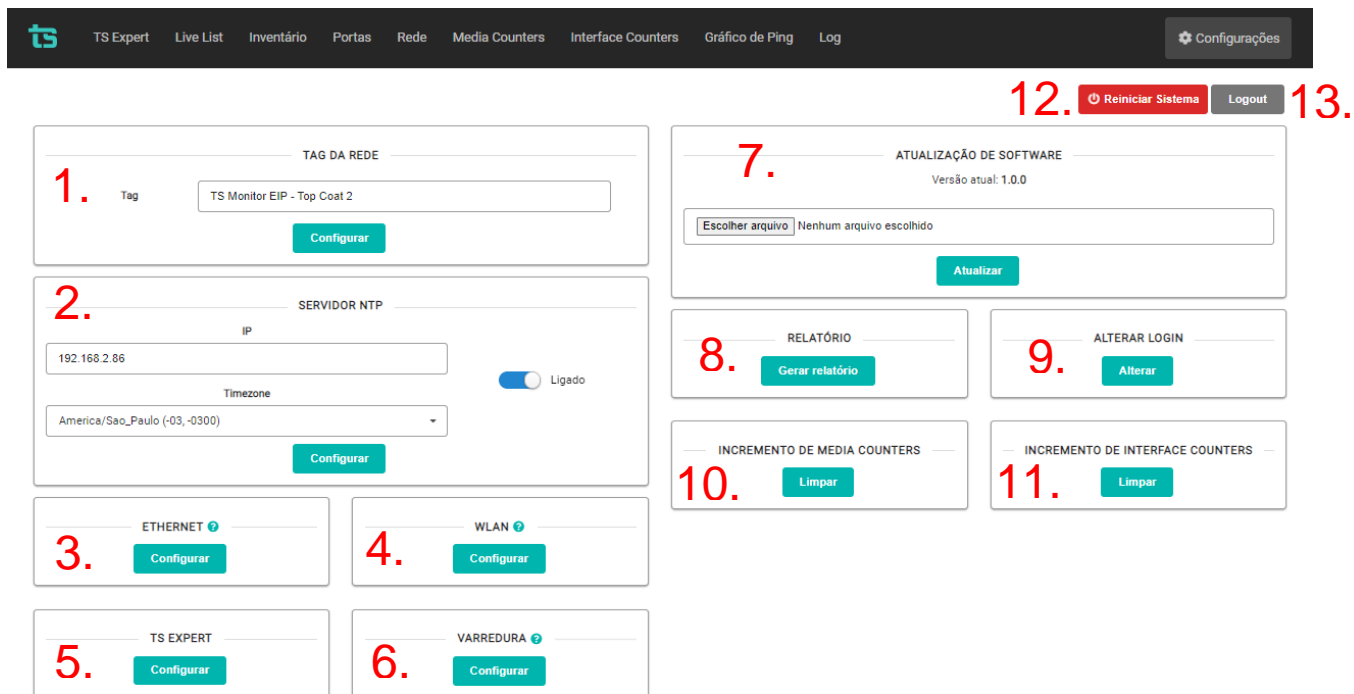 ts TS Expert Live List Inventário Portas Rede Media Counters Interface Counters Gráfico de Ping Log Configurações
12. Reiniciar Sistema Logout 13.
TAG DA REDE
1. Tag TS Monitor EIP - Top Coat 2
Configurar
2. SERVIDOR NTP
IP
192.168.2.86
Ligado
Timezone
America/Sao_Paulo (-03, -0300)
Configurar
ETHERNET ?
3. Configurar
WLAN ?
4. Configurar
TS EXPERT
5. Configurar
VARREDURA ?
6. Configurar
7. ATUALIZAÇÃO DE SOFTWARE
Versão atual: 1.0.0
Escolher arquivo Nenhum arquivo escolhido
Atualizar
RELATÓRIO
8. Gerar relatório
ALTERAR LOGIN
9. Alterar
INCREMENTO DE MEDIA COUNTERS
10. Limpar
INCREMENTO DE INTERFACE COUNTERS
11. Limpar